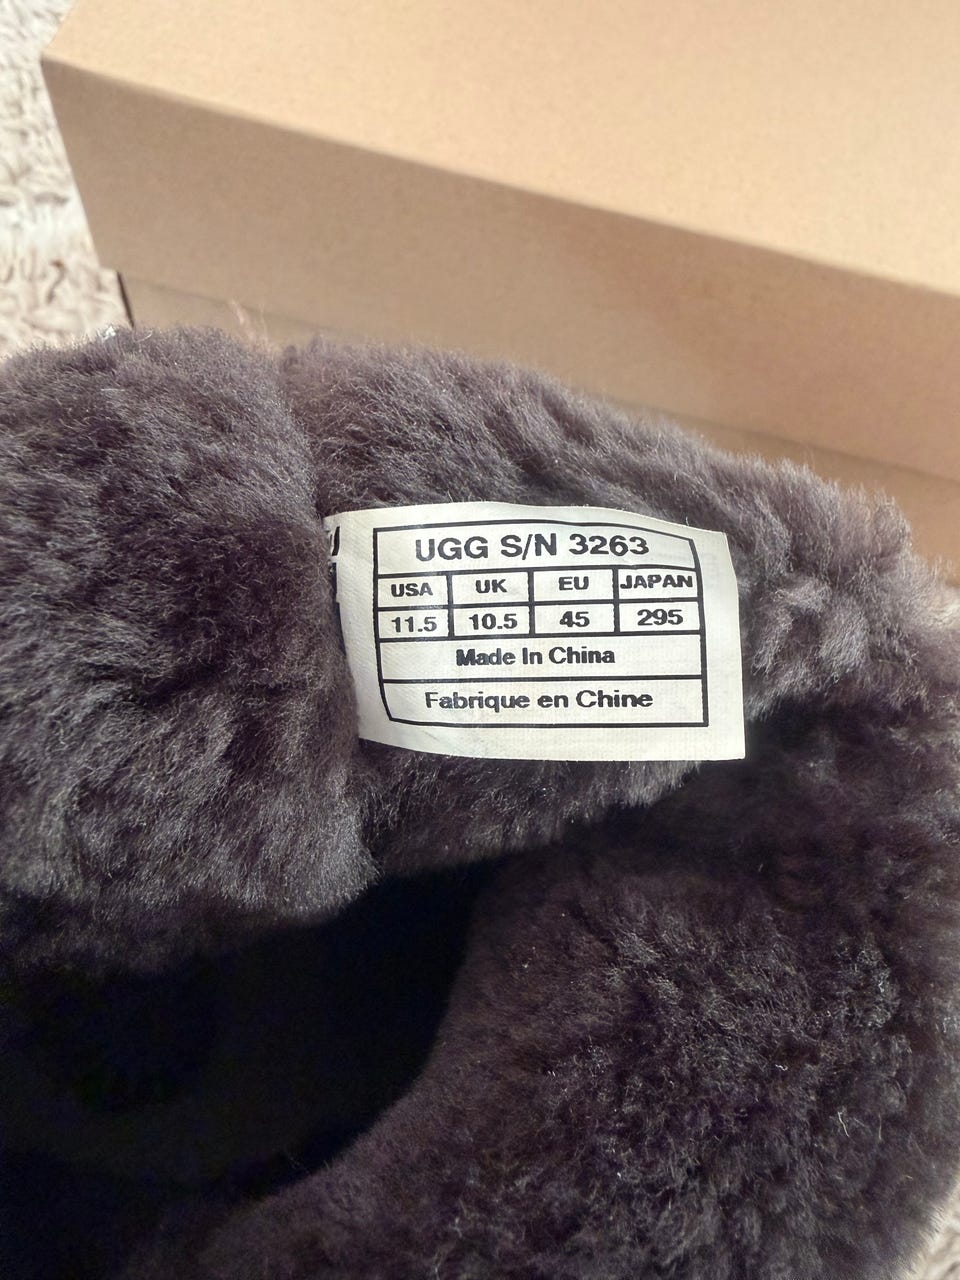 UGG S/N 3263
USA UK EU JAPAN
11.5 10.5 45 295
Made In China
Fabrique en Chine